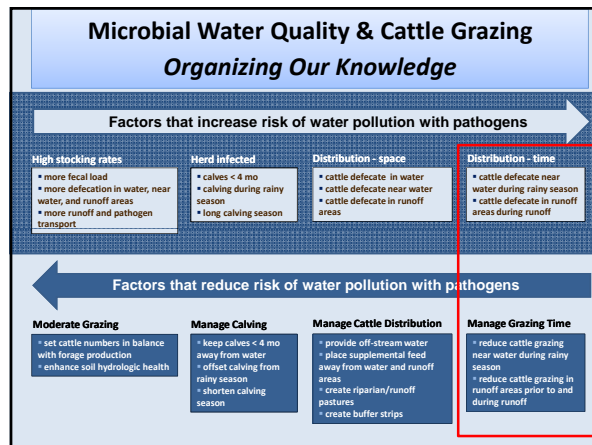 Microbial Water Quality & Cattle Grazing
Organizing Our Knowledge
Factors that increase risk of water pollution with pathogens
High stocking rates
▪ more fecal load
▪ more defecation in water, near
water, and runoff areas
▪ more runoff and pathogen
transport
Herd infected
▪ calves < 4 mo
▪ calving during rainy
season
▪ long calving season
Distribution - space
▪ cattle defecate in water
▪ cattle defecate near water
▪ cattle defecate in runoff
areas
Distribution - time
▪ cattle defecate near
water during rainy season
▪ cattle defecate in runoff
areas during runoff
Factors that reduce risk of water pollution with pathogens
Moderate Grazing
▪ set cattle numbers in balance
with forage production
▪ enhance soil hydrologic health
Manage Calving
▪ keep calves < 4 mo
away from water
▪ offset calving from
rainy season
▪ shorten calving
season
Manage Cattle Distribution
▪ provide off-stream water
▪ place supplemental feed
away from water and runoff
areas
▪ create riparian/runoff
pastures
▪ create buffer strips
Manage Grazing Time
▪ reduce cattle grazing
near water during rainy
season
▪ reduce cattle grazing in
runoff areas prior to and
during runoff